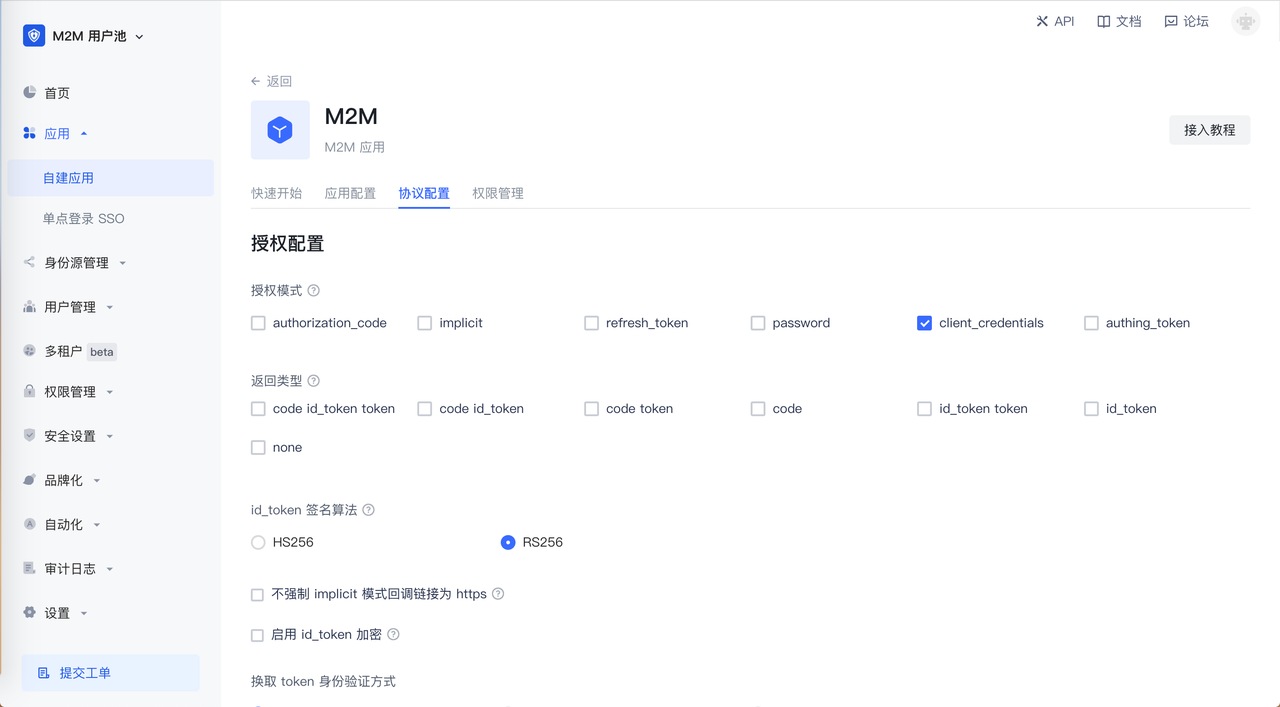 M2M 用户池
API
文档
论坛
首页
应用
自建应用
单点登录 SSO
身份源管理
用户管理
多租户 beta
权限管理
安全设置
品牌化
自动化
审计日志
设置
提交工单
← 返回
M2M
M2M 应用
接入教程
快速开始 应用配置 协议配置 权限管理
授权配置
授权模式
authorization_code implicit refresh_token password client_credentials authing_token
返回类型
code id_token token code id_token code token code id_token token id_token
none
id_token 签名算法
HS256 RS256
不强制 implicit 模式回调链接为 https
启用 id_token 加密
换取 token 身份验证方式